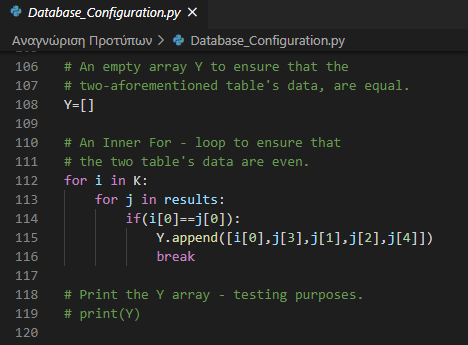 Database_Configuration.py ×
Αναγνώριση Προτύπων > Database_Configuration.py
106 # An empty array Y to ensure that the
107 # two-aforementioned table's data, are equal.
108 Y=[]
109
110 # An Inner For - loop to ensure that
111 # the two table's data are even.
112 for i in K:
113     for j in results:
114         if(i[0]==j[0]):
115             Y.append([i[0],j[3],j[1],j[2],j[4]])
116             break
117
118 # Print the Y array - testing purposes.
119 # print(Y)
120